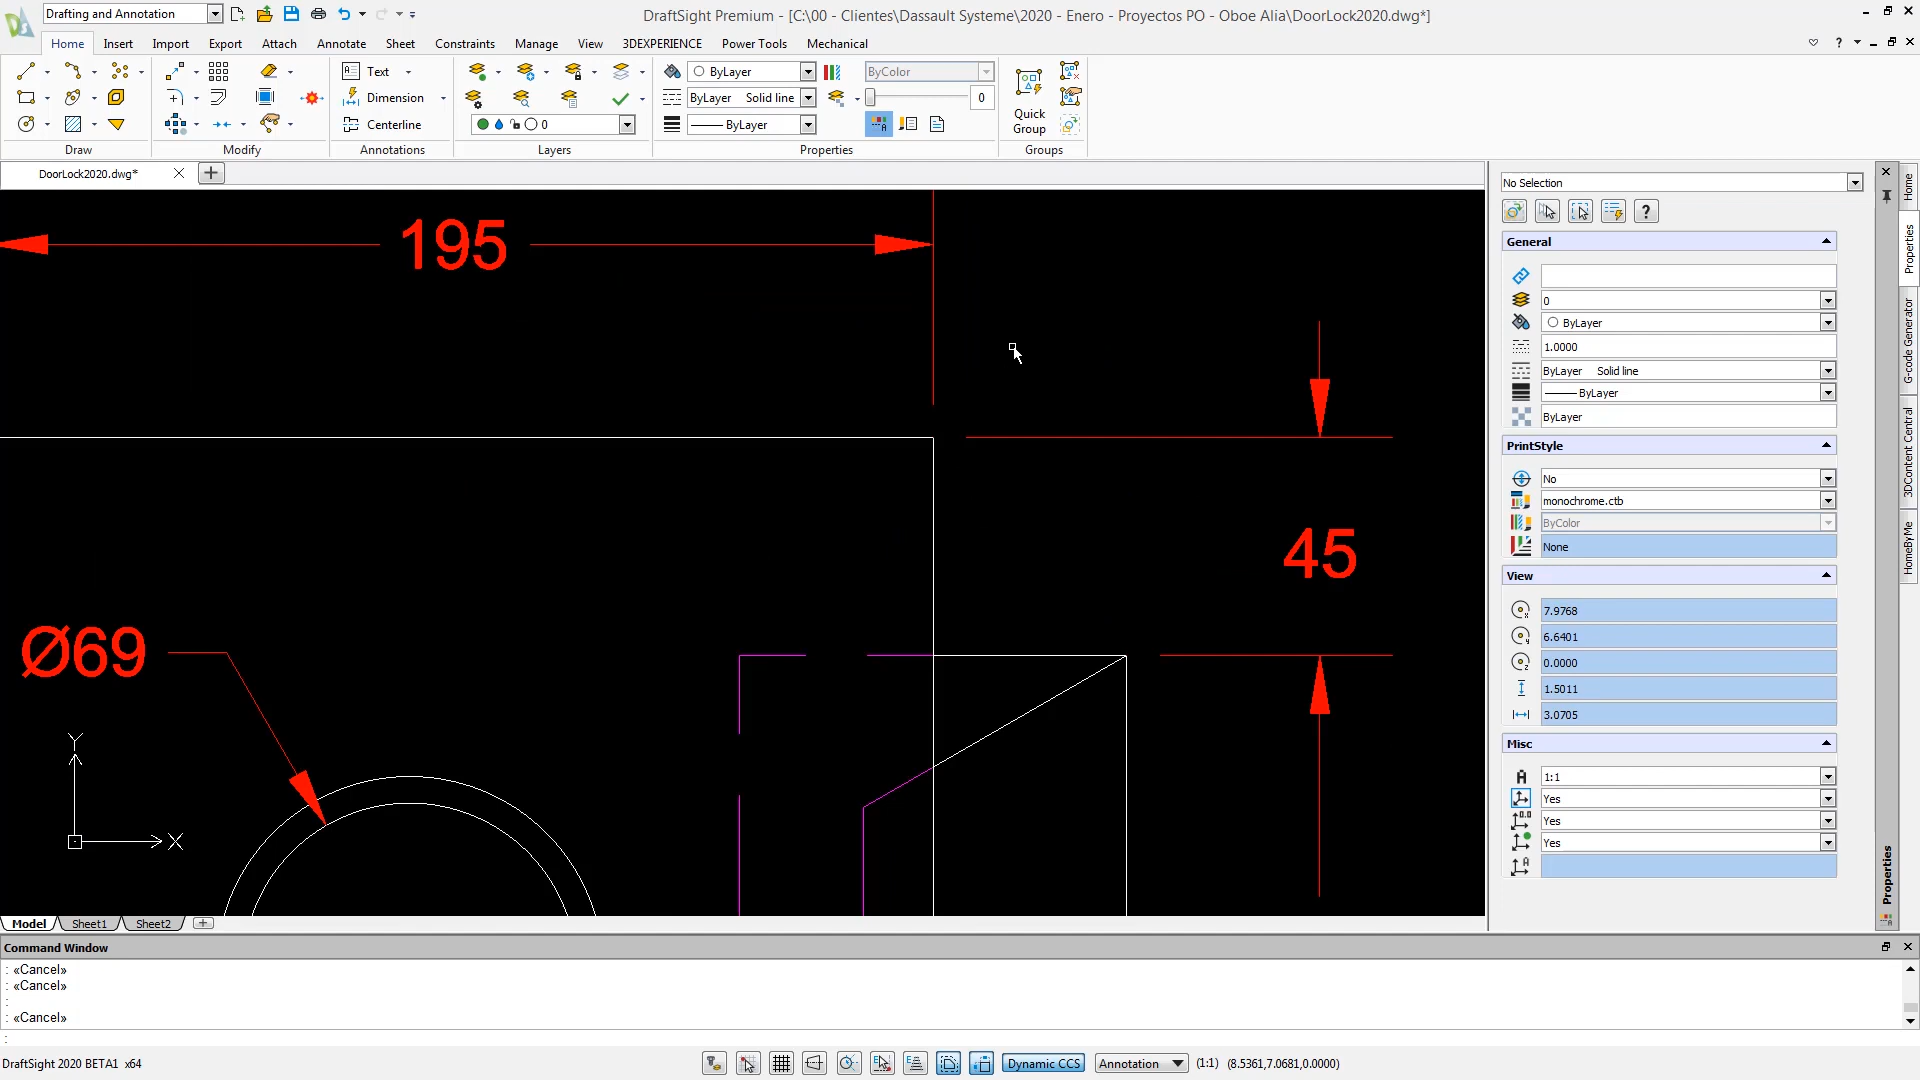 Drafting and Annotation
DraftSight Premium - [C:\00 - Clientes\Dassault Systeme\2020 - Enero - Proyectos PO - Oboe Alia\DoorLock2020.dwg*]
Home Insert Import Export Attach Annotate Sheet Constraints Manage View 3DEXPERIENCE Power Tools Mechanical
?
Text
Dimension
Centerline
0
ByLayer
ByLayer Solid line
ByLayer
ByColor
0
Quick
Group
Draw Modify Annotations Layers Properties Groups
DoorLock2020.dwg*
195
45
Ø69
Y
X
No Selection
?
General
0
ByLayer
1.0000
ByLayer Solid line
ByLayer
ByLayer
PrintStyle
No
monochrome.ctb
ByColor
None
View
7.9768
6.6401
0.0000
1.5011
3.0705
Misc
1:1
Yes
Yes
Yes
Home
Properties
G-code Generator
3DContent Central
HomeByMe
Properties
Model Sheet1 Sheet2
Command Window
: «Cancel»
: «Cancel»
:
: «Cancel»
:
DraftSight 2020 BETA1 x64
Dynamic CCS
Annotation
(1:1)
(8.5361,7.0681,0.0000)